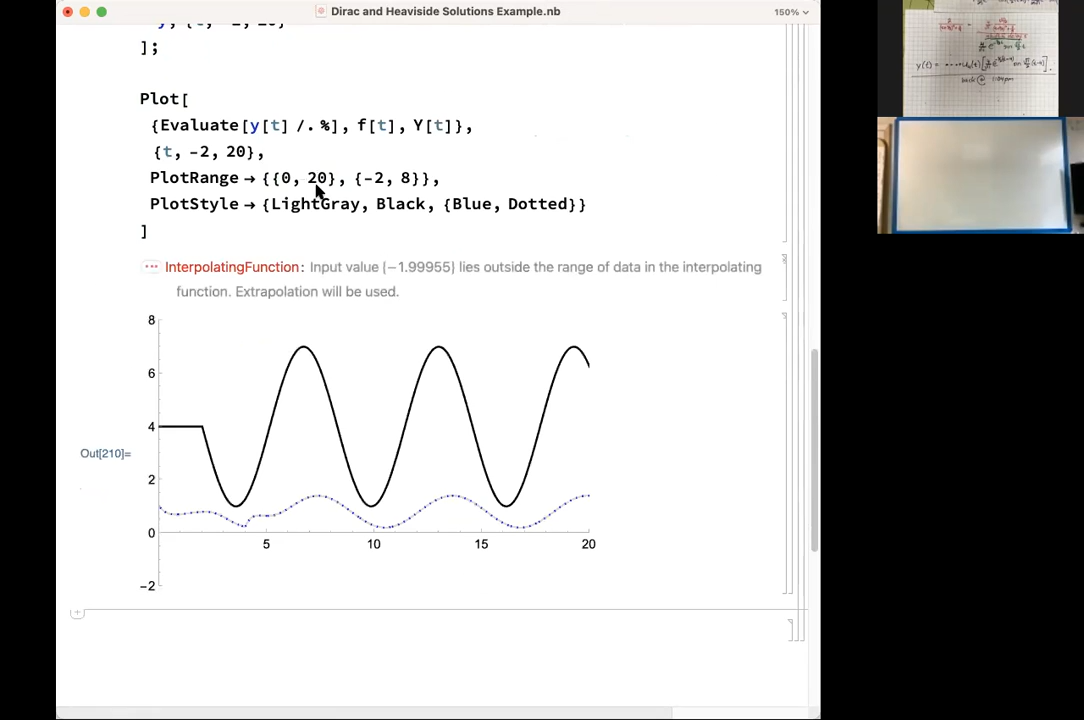 Dirac and Heaviside Solutions Example.nb
150%
];
Plot[
{Evaluate[y[t] /. %], f[t], Y[t]},
{t, -2, 20},
PlotRange → {{0, 20}, {-2, 8}},
PlotStyle → {LightGray, Black, {Blue, Dotted}}
]
InterpolatingFunction: Input value {-1.99955} lies outside the range of data in the interpolating
function. Extrapolation will be used.
8
6
4
2
0
-2
5
10
15
20
Out[210]=
y(t) =